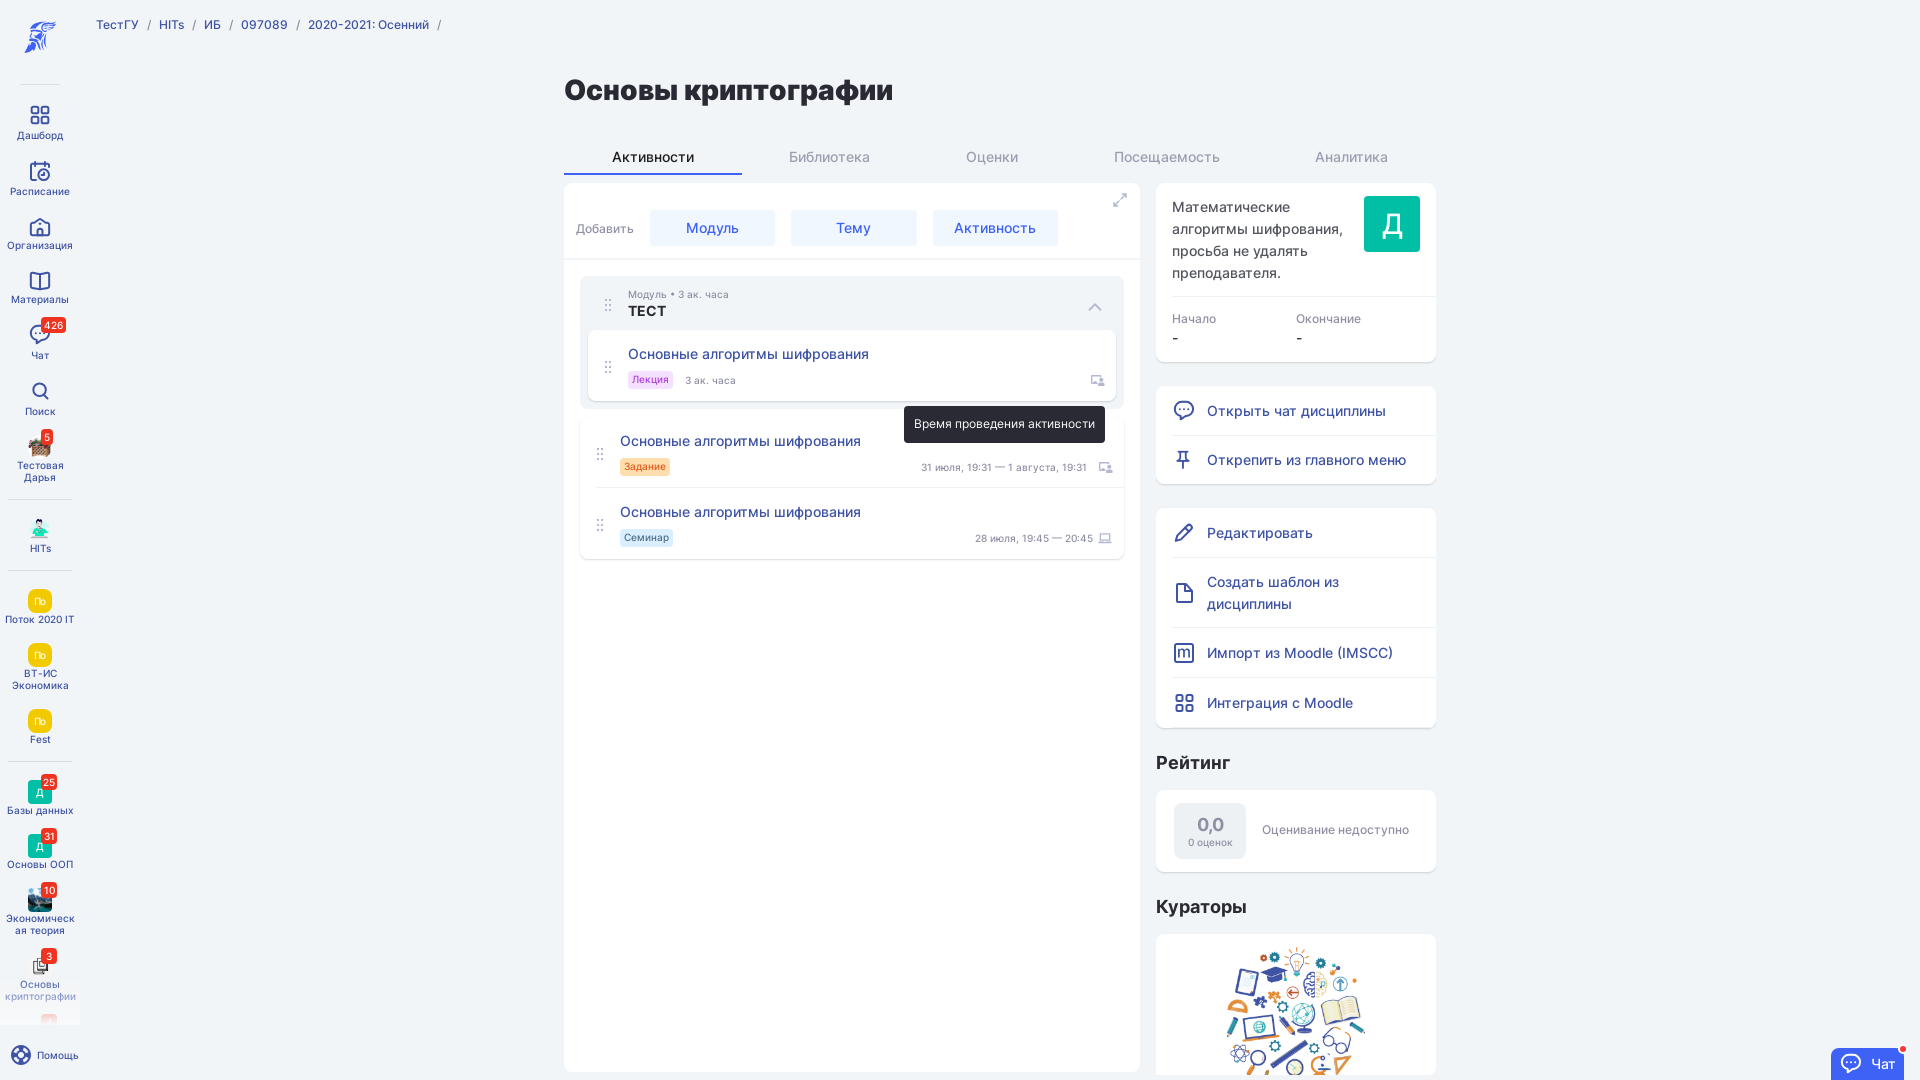 ТестГУ / HITs / ИБ / 097089 / 2020-2021: Осенний /
Дашборд
Расписание
Организация
Материалы
426
Чат
Поиск
5
Тестовая
Дарья
HITs
По
Поток 2020 IT
По
ВТ-ИС
Экономика
По
Fest
25
Д
Базы данных
31
Д
Основы ООП
10
Экономическ
ая теория
3
Основы
криптографии
Помощь
Основы криптографии
Активности
Библиотека
Оценки
Посещаемость
Аналитика
Добавить
Модуль
Тему
Активность
Модуль • 3 ак. часа
ТЕСТ
Основные алгоритмы шифрования
Лекция 3 ак. часа
Время проведения активности
Основные алгоритмы шифрования
Задание 31 июля, 19:31 — 1 августа, 19:31
Основные алгоритмы шифрования
Семинар 28 июля, 19:45 — 20:45
Математические
алгоритмы шифрования,
просьба не удалять
преподавателя.
Д
Начало Окончание
- -
Открыть чат дисциплины
Открепить из главного меню
Редактировать
Создать шаблон из
дисциплины
m Импорт из Moodle (IMSCC)
Интеграция с Moodle
Рейтинг
0,0
0 оценок
Оценивание недоступно
Кураторы
Чат